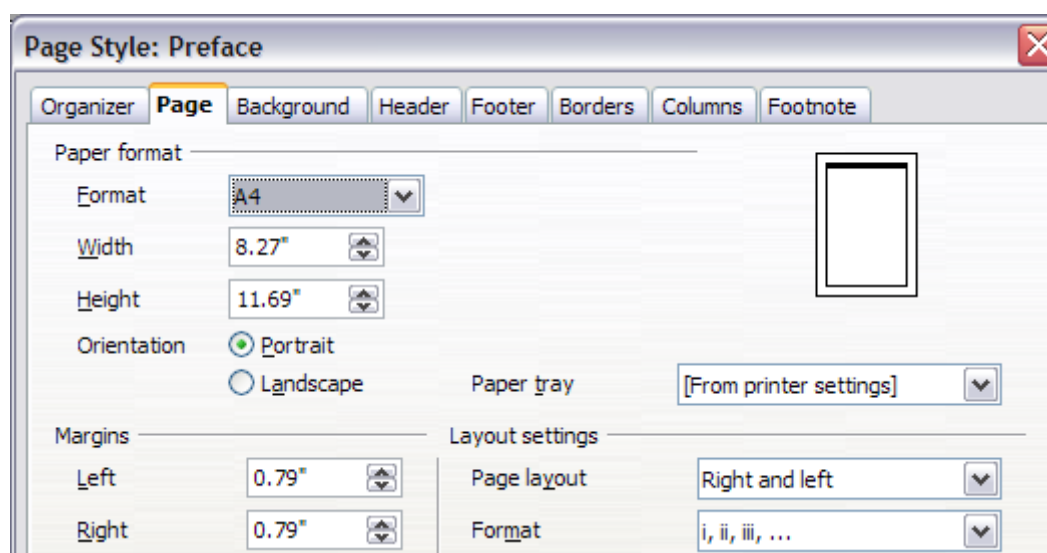 Page Style: Preface
Organizer Page Background Header Footer Borders Columns Footnote
Paper format
Format A4
Width 8.27"
Height 11.69"
Orientation Portrait
Landscape Paper tray [From printer settings]
Margins Layout settings
Left 0.79" Page layout Right and left
Right 0.79" Format i, ii, iii, ...